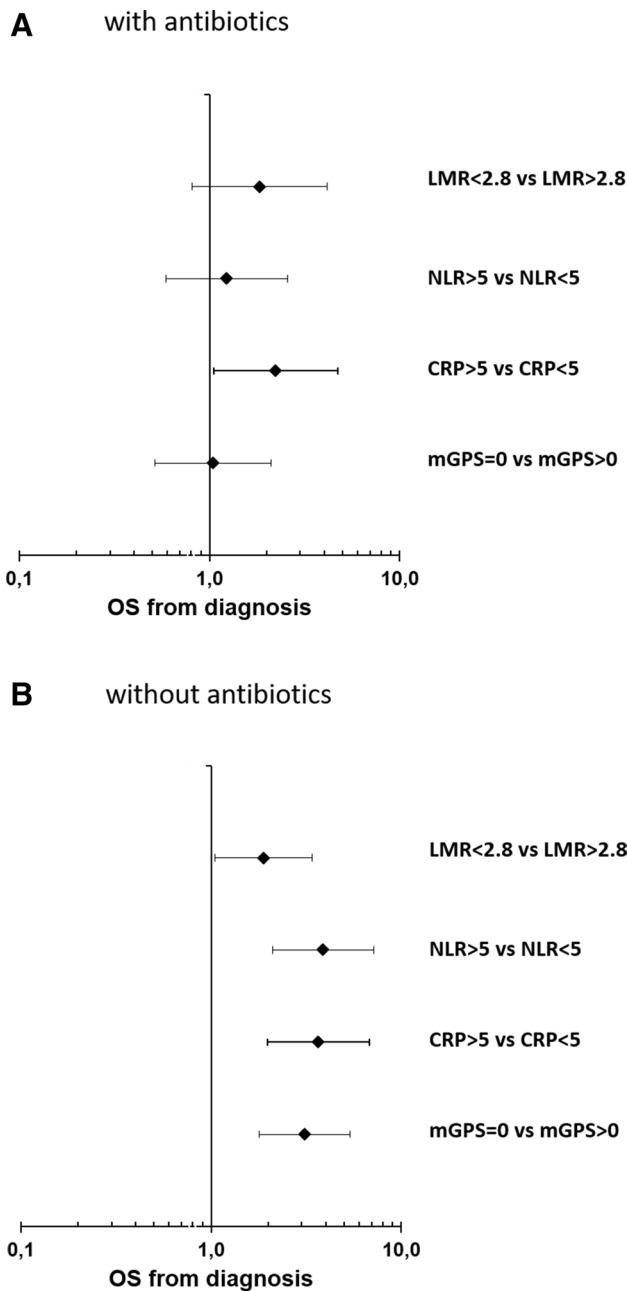 A with antibiotics
LMR<2.8 vs LMR>2.8
NLR>5 vs NLR<5
CRP>5 vs CRP<5
mGPS=0 vs mGPS>0
0,1 1,0 10,0
OS from diagnosis
B without antibiotics
LMR<2.8 vs LMR>2.8
NLR>5 vs NLR<5
CRP>5 vs CRP<5
mGPS=0 vs mGPS>0
0,1 1,0 10,0
OS from diagnosis